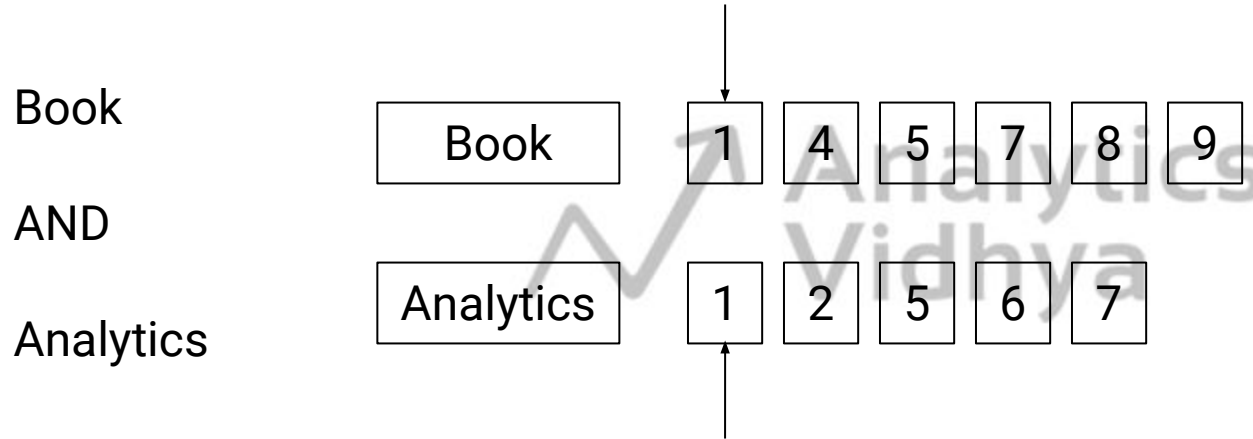 Book
AND
Analytics
Book 1 4 5 7 8 9
Analytics 1 2 5 6 7
Analytics
Vidhya